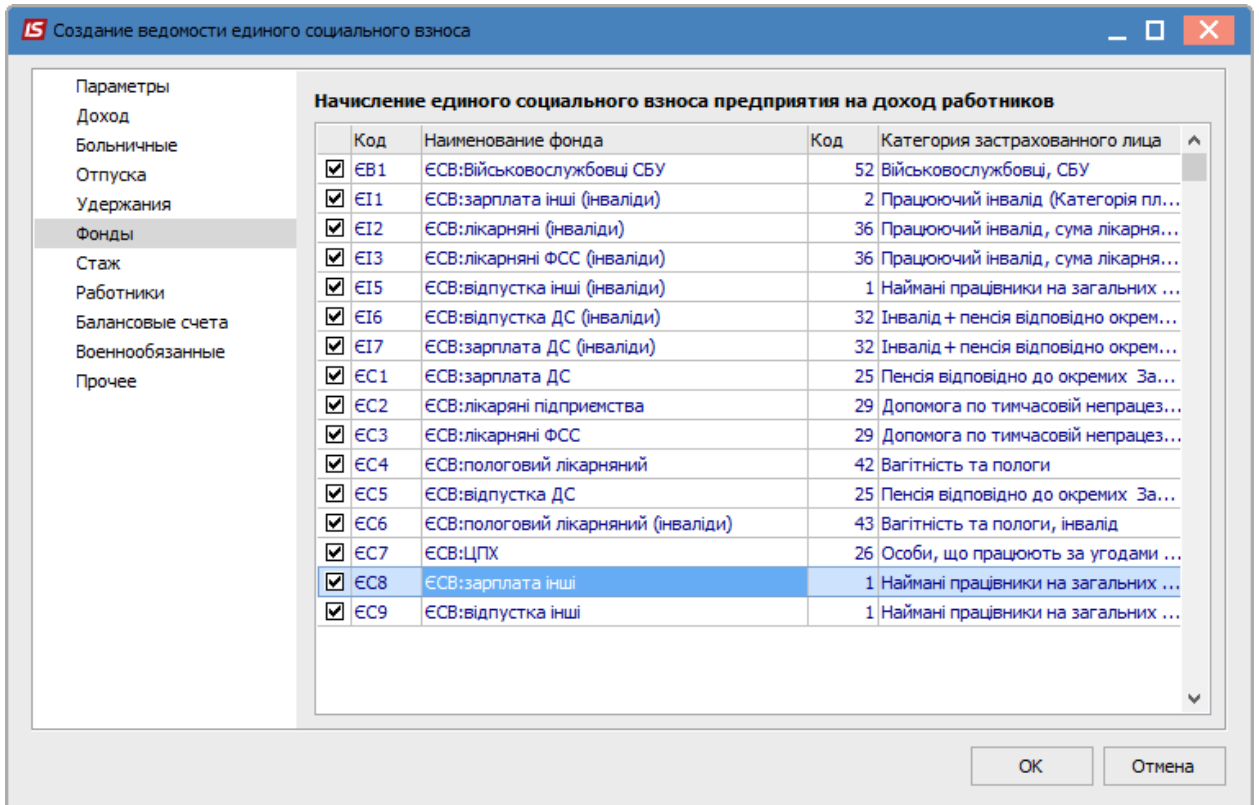 IS Создание ведомости единого социального взноса
Параметры
Доход
Больничные
Отпуска
Удержания
Фонды
Стаж
Работники
Балансовые счета
Военнообязанные
Прочее
Начисление единого социального взноса предприятия на доход работников
Код Наименование фонда Код Категория застрахованного лица
ЄВ1 ЄСВ:Військовослужбовці СБУ 52 Військовослужбовці, СБУ
ЄІ1 ЄСВ:зарплата інші (інваліди) 2 Працюючий інвалід (Категорія пл...
ЄІ2 ЄСВ:лікарняні (інваліди) 36 Працюючий інвалід, сума лікарня...
ЄІ3 ЄСВ:лікарняні ФСС (інваліди) 36 Працюючий інвалід, сума лікарня...
ЄІ5 ЄСВ:відпустка інші (інваліди) 1 Наймані працівники на загальних ...
ЄІ6 ЄСВ:відпустка ДС (інваліди) 32 Інвалід+ пенсія відповідно окрем...
ЄІ7 ЄСВ:зарплата ДС (інваліди) 32 Інвалід+ пенсія відповідно окрем...
ЄС1 ЄСВ:зарплата ДС 25 Пенсія відповідно до окремих За...
ЄС2 ЄСВ:лікаряні підприємства 29 Допомога по тимчасовій непрацез...
ЄС3 ЄСВ:лікарняні ФСС 29 Допомога по тимчасовій непрацез...
ЄС4 ЄСВ:пологовий лікарняний 42 Вагітність та пологи
ЄС5 ЄСВ:відпустка ДС 25 Пенсія відповідно до окремих За...
ЄС6 ЄСВ:пологовий лікарняний (інваліди) 43 Вагітність та пологи, інвалід
ЄС7 ЄСВ:ЦПХ 26 Особи, що працюють за угодами ...
ЄС8 ЄСВ:зарплата інші 1 Наймані працівники на загальних ...
ЄС9 ЄСВ:відпустка інші 1 Наймані працівники на загальних ...
ОК Отмена